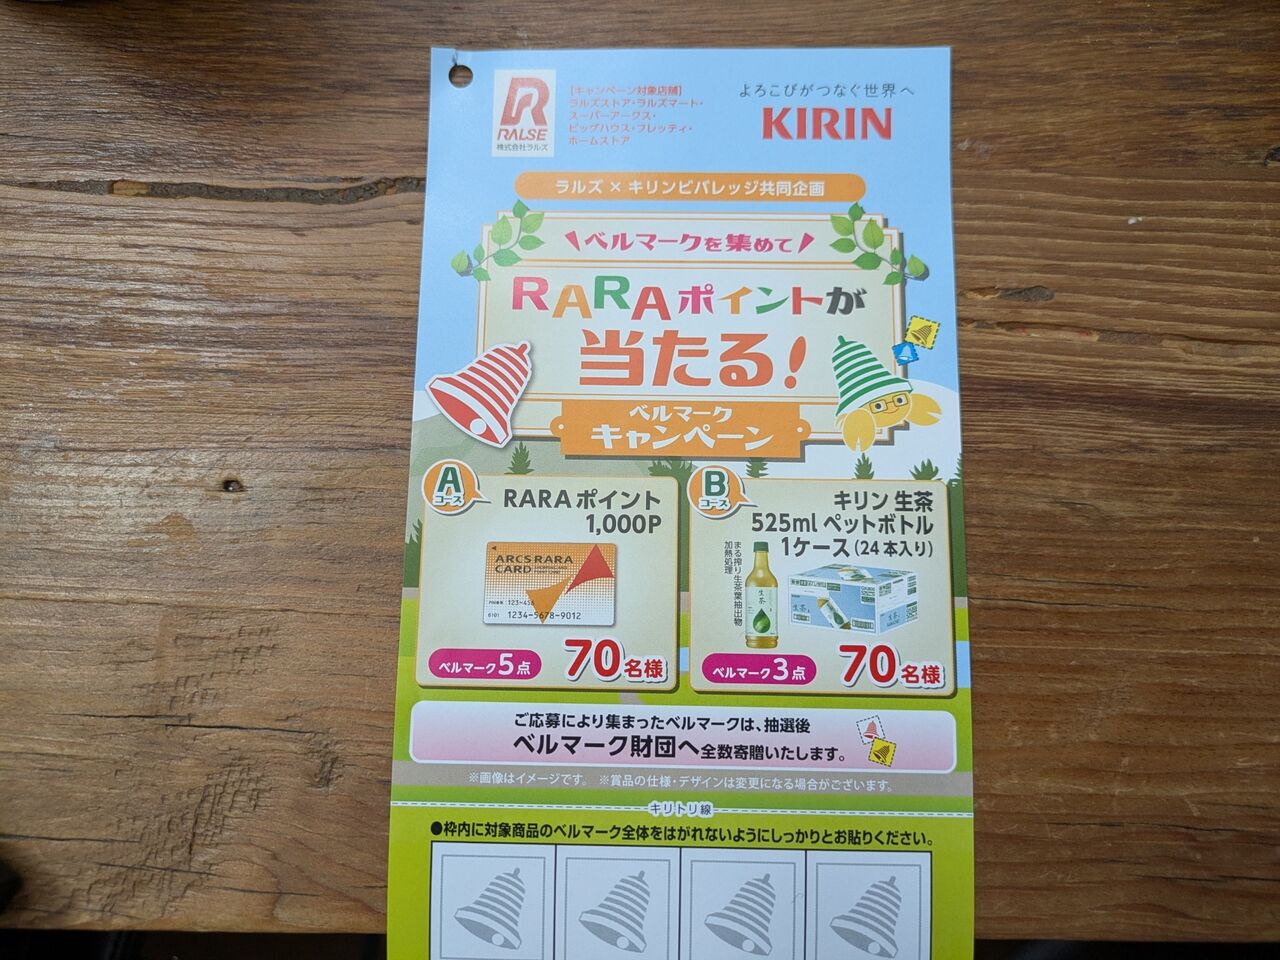 RALSE
株式会社ラルズ
【キャンペーン対象店舗】
ラルズストア・ラルズマート・
スーパーアークス・
ビッグハウス・フレッティ・
ホームストア
よろこびがつなぐ世界へ
KIRIN
ラルズ × キリンビバレッジ共同企画
ベルマークを集めて
RARAポイントが
当たる!
ベルマーク
キャンペーン
A
コース
RARAポイント
1,000P
ARCS RARA
CARD
123-456
0101 1234-5678-9012
ベルマーク5点
70名様
B
コース
キリン 生茶
525ml ペットボトル
1ケース(24本入り)
まる搾り生茶葉抽出物
加熱処理
生茶
ベルマーク3点
70名様
ご応募により集まったベルマークは、抽選後
ベルマーク財団へ全数寄贈いたします。
※画像はイメージです。 ※賞品の仕様・デザインは変更になる場合がございます。
キリトリ線
●枠内に対象商品のベルマーク全体をはがれないようにしっかりとお貼りください。